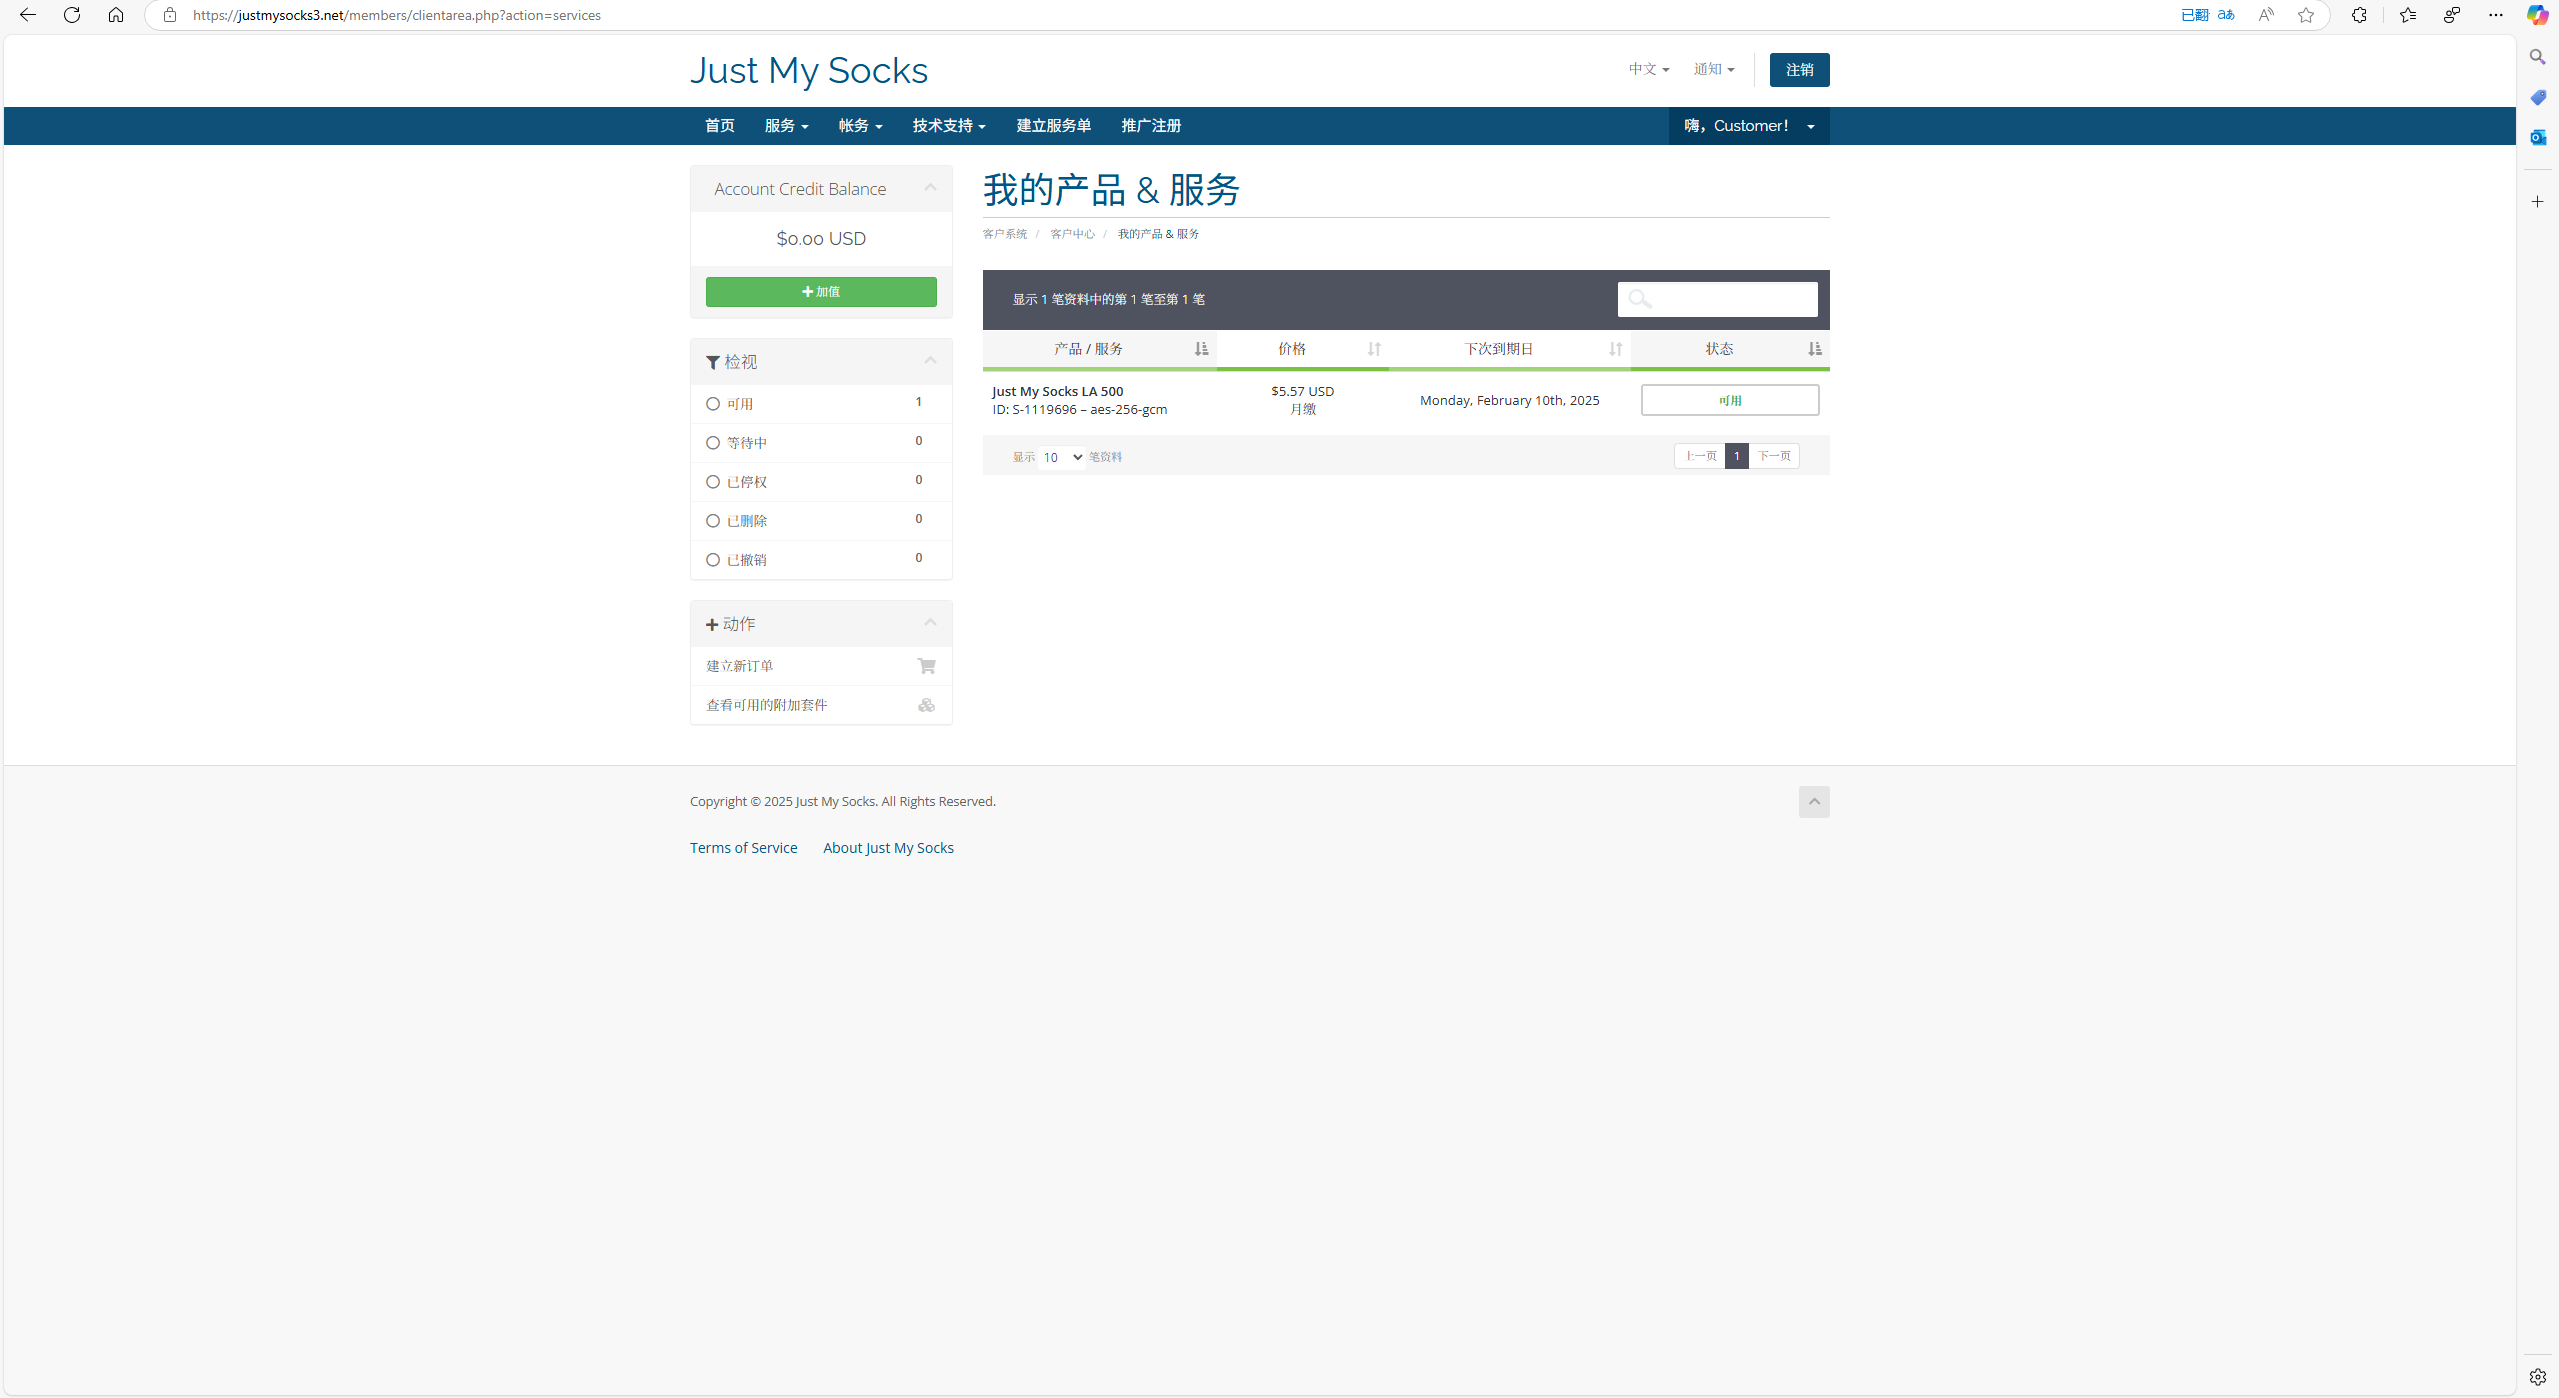 https://justmysocks3.net/members/clientarea.php?action=services
已翻 aあ
Just My Socks
中文
通知
注销
首页
服务
帐务
技术支持
建立服务单
推广注册
嗨，Customer！
Account Credit Balance
$0.00 USD
加值
检视
可用 1
等待中 0
已停权 0
已删除 0
已撤销 0
动作
建立新订单
查看可用的附加套件
我的产品 & 服务
客户系统 / 客户中心 / 我的产品 & 服务
显示 1 笔资料中的第 1 笔至第 1 笔
产品 / 服务 价格 下次到期日 状态
Just My Socks LA 500
ID: S-1119696 – aes-256-gcm
$5.57 USD
月缴
Monday, February 10th, 2025
可用
显示 10 笔资料
上一页 1 下一页
Copyright © 2025 Just My Socks. All Rights Reserved.
Terms of Service About Just My Socks